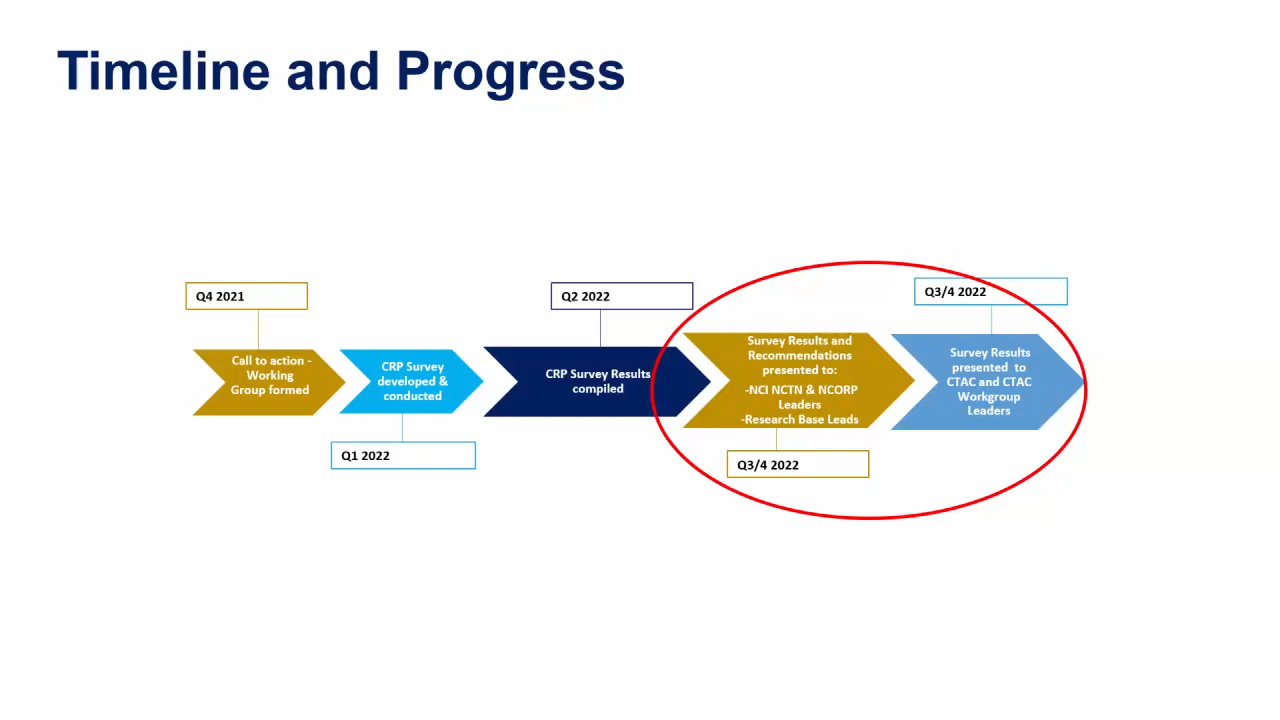 Timeline and Progress
Q4 2021
Call to action -
Working
Group formed
CRP Survey
developed &
conducted
Q1 2022
Q2 2022
CRP Survey Results
compiled
Survey Results and
Recommendations
presented to:
-NCI NCTN & NCORP
Leaders
-Research Base Leads
Q3/4 2022
Q3/4 2022
Survey Results
presented to
CTAC and CTAC
Workgroup
Leaders